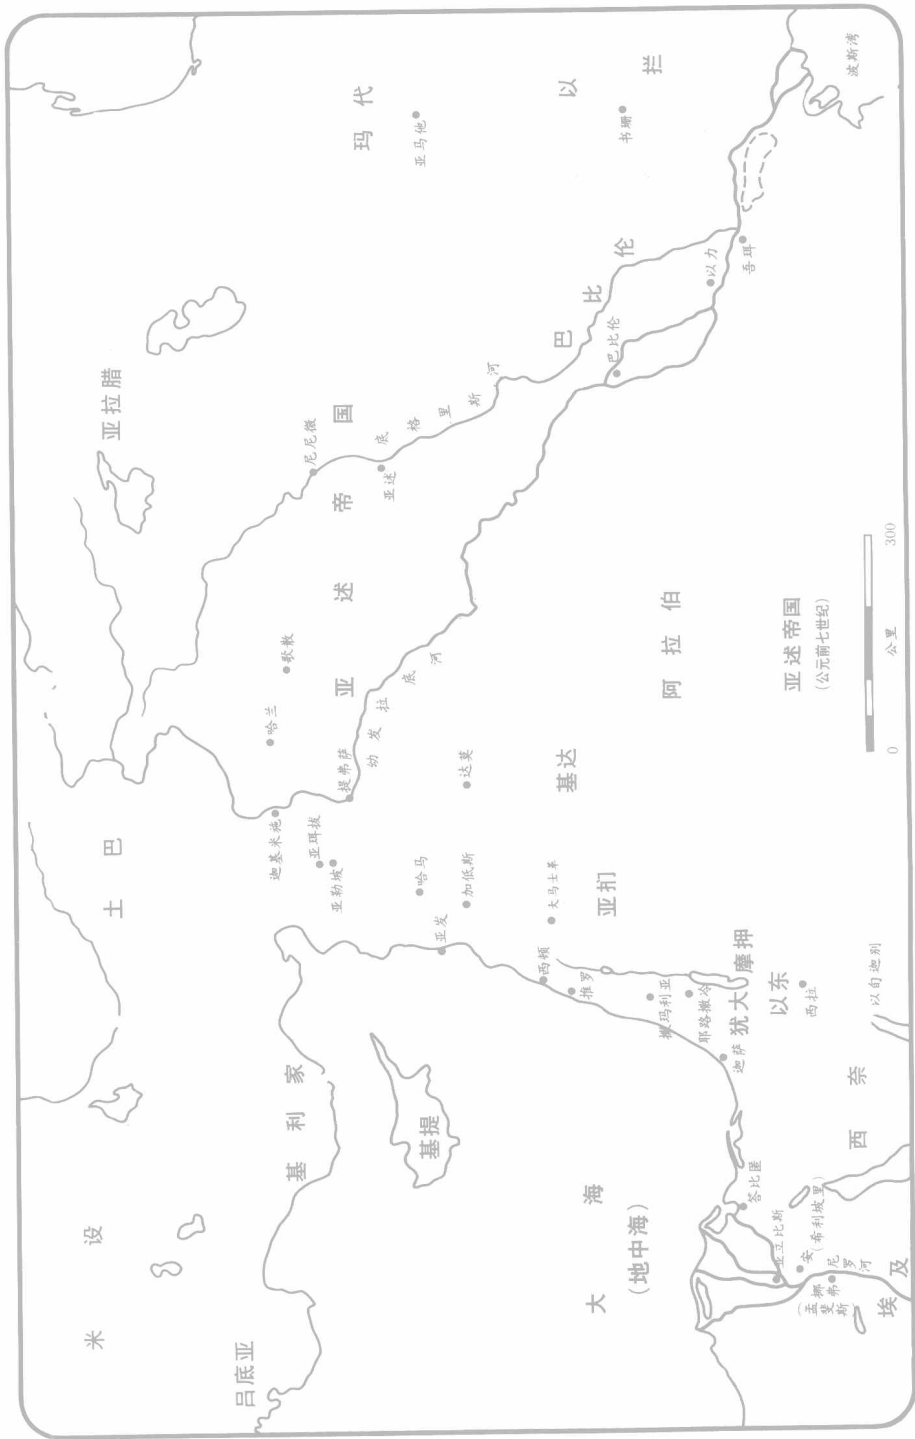 米设
土巴
亚拉腊
玛代
亚马他
以拦
书珊
波斯湾
吕底亚
基利家
迦基米施
哈兰
歌散
尼尼微
亚述
亚述帝国
底格里斯河
巴比伦
巴比伦
以力
吾珥
亚珥拔
亚勒坡
提弗萨
幼发拉底河
基提
亚发
哈马
加低斯
达莫
大海
(地中海)
西顿
推罗
大马士革
亚扪
基达
阿拉伯
撒玛利亚
耶路撒冷
迦萨
犹大
摩押
以东
西拉
以旬迦别
西奈
答比匿
亚立比斯
安
(希利坡里)
挪弗
(孟斐斯)
尼罗河
埃及
亚述帝国
(公元前七世纪)
0
公里
300